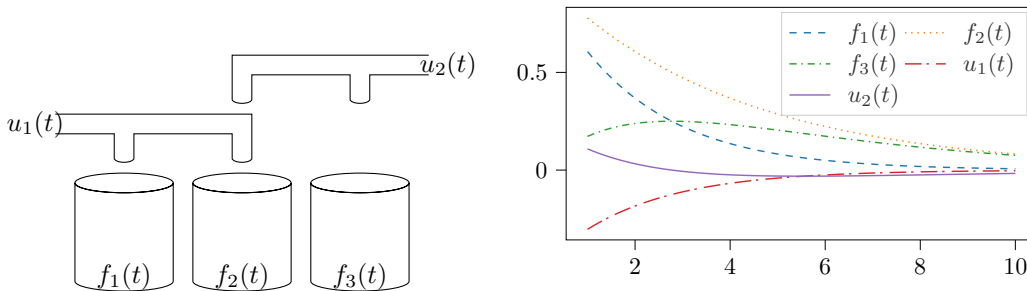 u₂(t)
u₁(t)
f₁(t) f₂(t) f₃(t)
f₁(t) f₂(t)
f₃(t) u₁(t)
u₂(t)
0.5
0
2 4 6 8 10